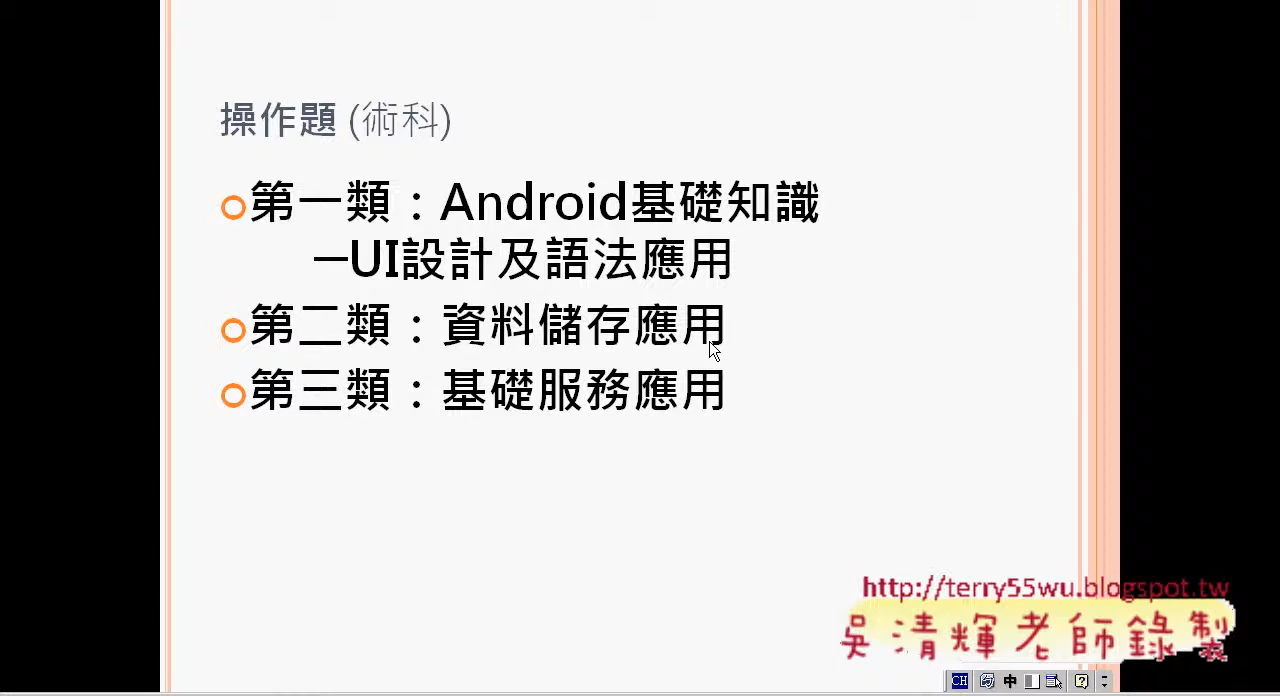 操作題 (術科)
第一類：Android基礎知識
─UI設計及語法應用
第二類：資料儲存應用
第三類：基礎服務應用
http://terry55wu.blogspot.tw
吳清輝老師錄製
CH 中